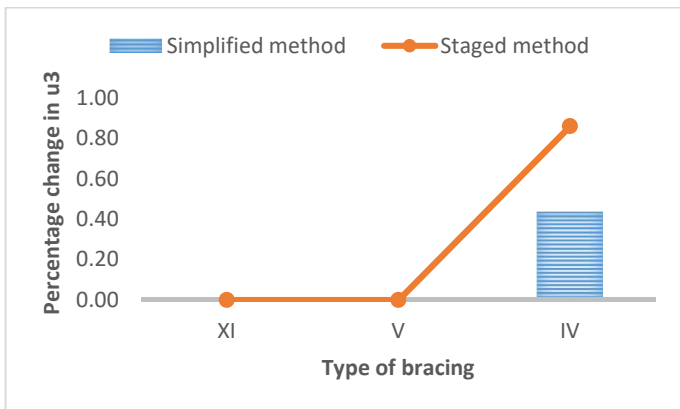 Simplified method Staged method
Percentage change in u3
1.00
0.80
0.60
0.40
0.20
0.00
XI V IV
Type of bracing